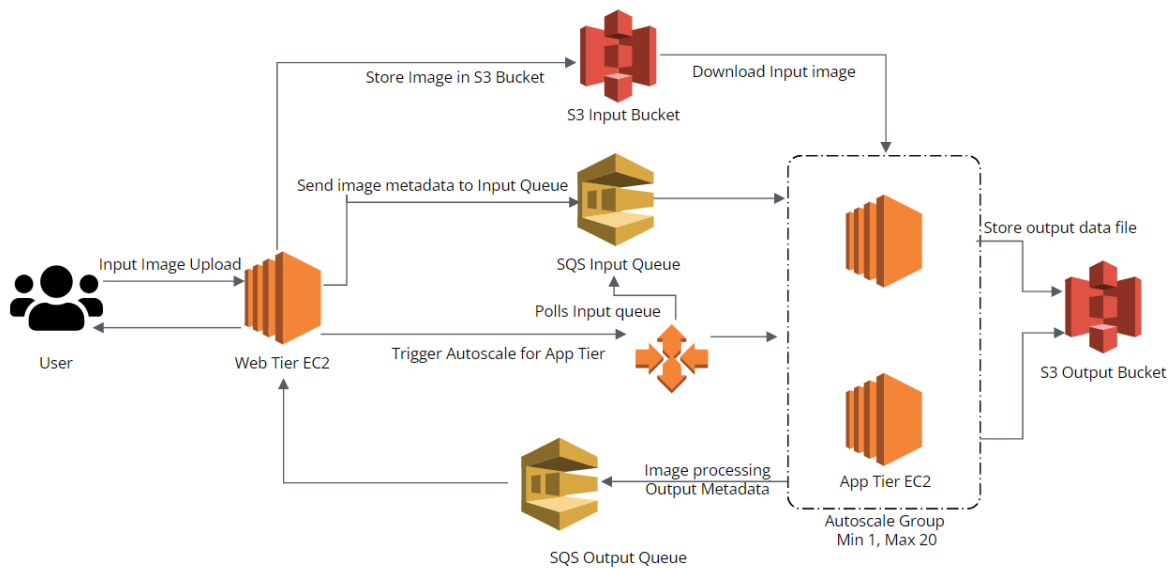 Store Image in S3 Bucket
Download Input image
S3 Input Bucket
Send image metadata to Input Queue
Store output data file
Input Image Upload
SQS Input Queue
Polls Input queue
User
Web Tier EC2
Trigger Autoscale for App Tier
S3 Output Bucket
Image processing
Output Metadata
App Tier EC2
Autoscale Group
Min 1, Max 20
SQS Output Queue